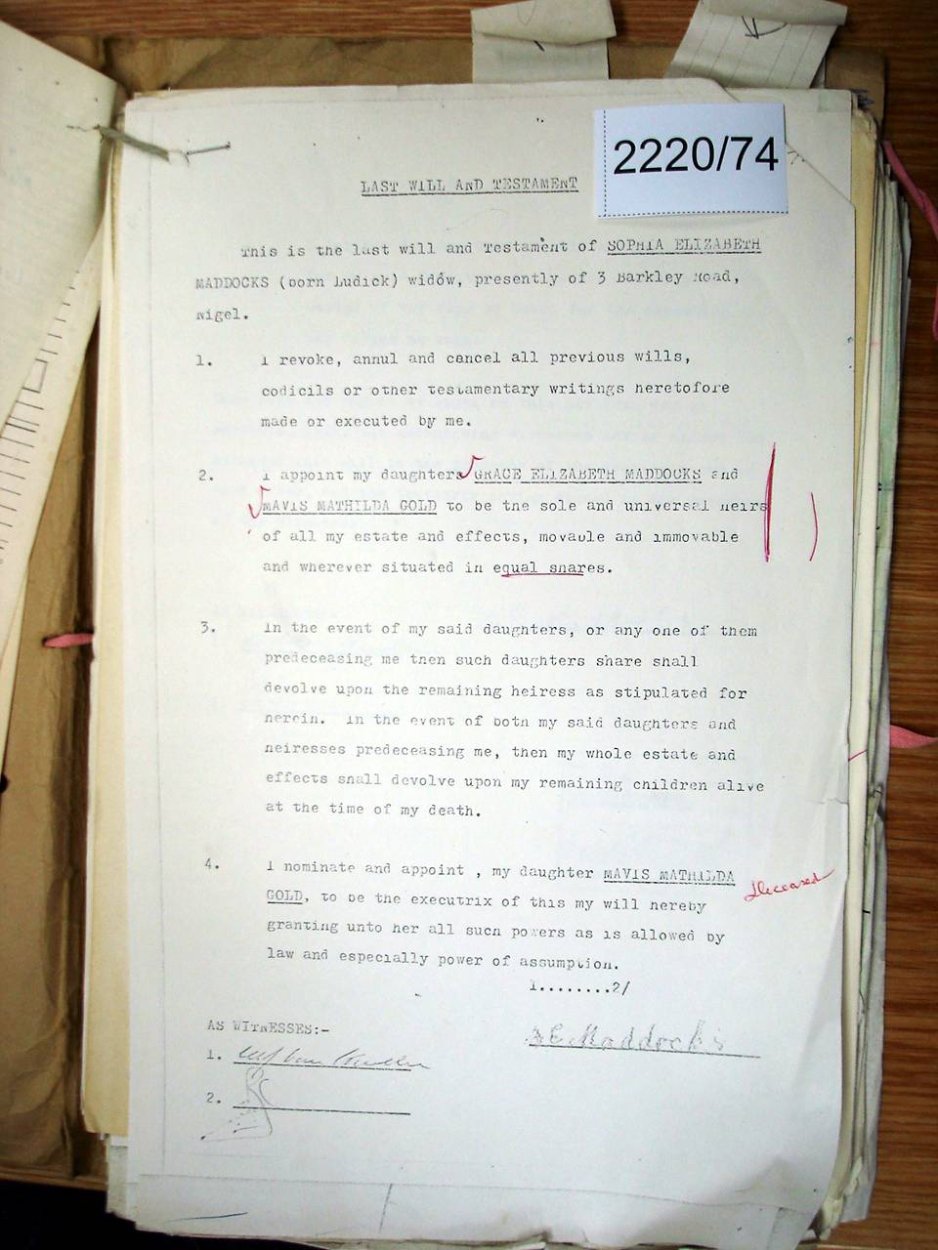 2220/74
LAST WILL AND TESTAMENT
This is the last will and Testament of SOPHIA ELIZABETH
MADDOCKS (born Ludick) widow, presently of 3 Barkley Road,
Nigel.
1. I revoke, annul and cancel all previous wills,
codicils or other testamentary writings heretofore
made or executed by me.
2. I appoint my daughters GRACE ELIZABETH MADDOCKS and
MAVIS MATHILDA GOLD to be the sole and universal heirs
of all my estate and effects, movable and immovable
and wherever situated in equal shares.
3. In the event of my said daughters, or any one of them
predeceasing me then such daughters share shall
devolve upon the remaining heiress as stipulated for
herein. In the event of both my said daughters and
heiresses predeceasing me, then my whole estate and
effects shall devolve upon my remaining children alive
at the time of my death.
4. I nominate and appoint , my daughter MAVIS MATHILDA
Deceased
GOLD, to be the executrix of this my will hereby
granting unto her all such powers as is allowed by
law and especially power of assumption.
1........2/
AS WITNESSES:-
S E Maddocks
1.
2.